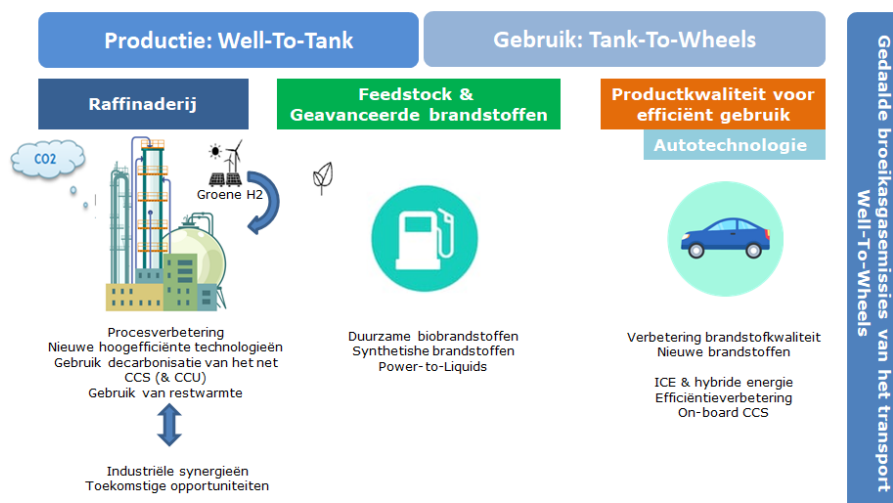 Productie: Well-To-Tank
Gebruik: Tank-To-Wheels
Raffinaderij
Feedstock &
Geavanceerde brandstoffen
Productkwaliteit voor
efficiënt gebruik
Autotechnologie
CO2
Groene H2
Procesverbetering
Nieuwe hoogefficiënte technologieën
Gebruik decarbonisatie van het net
CCS (& CCU)
Gebruik van restwarmte
Industriële synergieën
Toekomstige opportuniteiten
Duurzame biobrandstoffen
Synthetishe brandstoffen
Power-to-Liquids
Verbetering brandstofkwaliteit
Nieuwe brandstoffen
ICE & hybride energie
Efficiëntieverbetering
On-board CCS
Gedaalde broeikasgasemissies van het transport
Well-To-Wheels